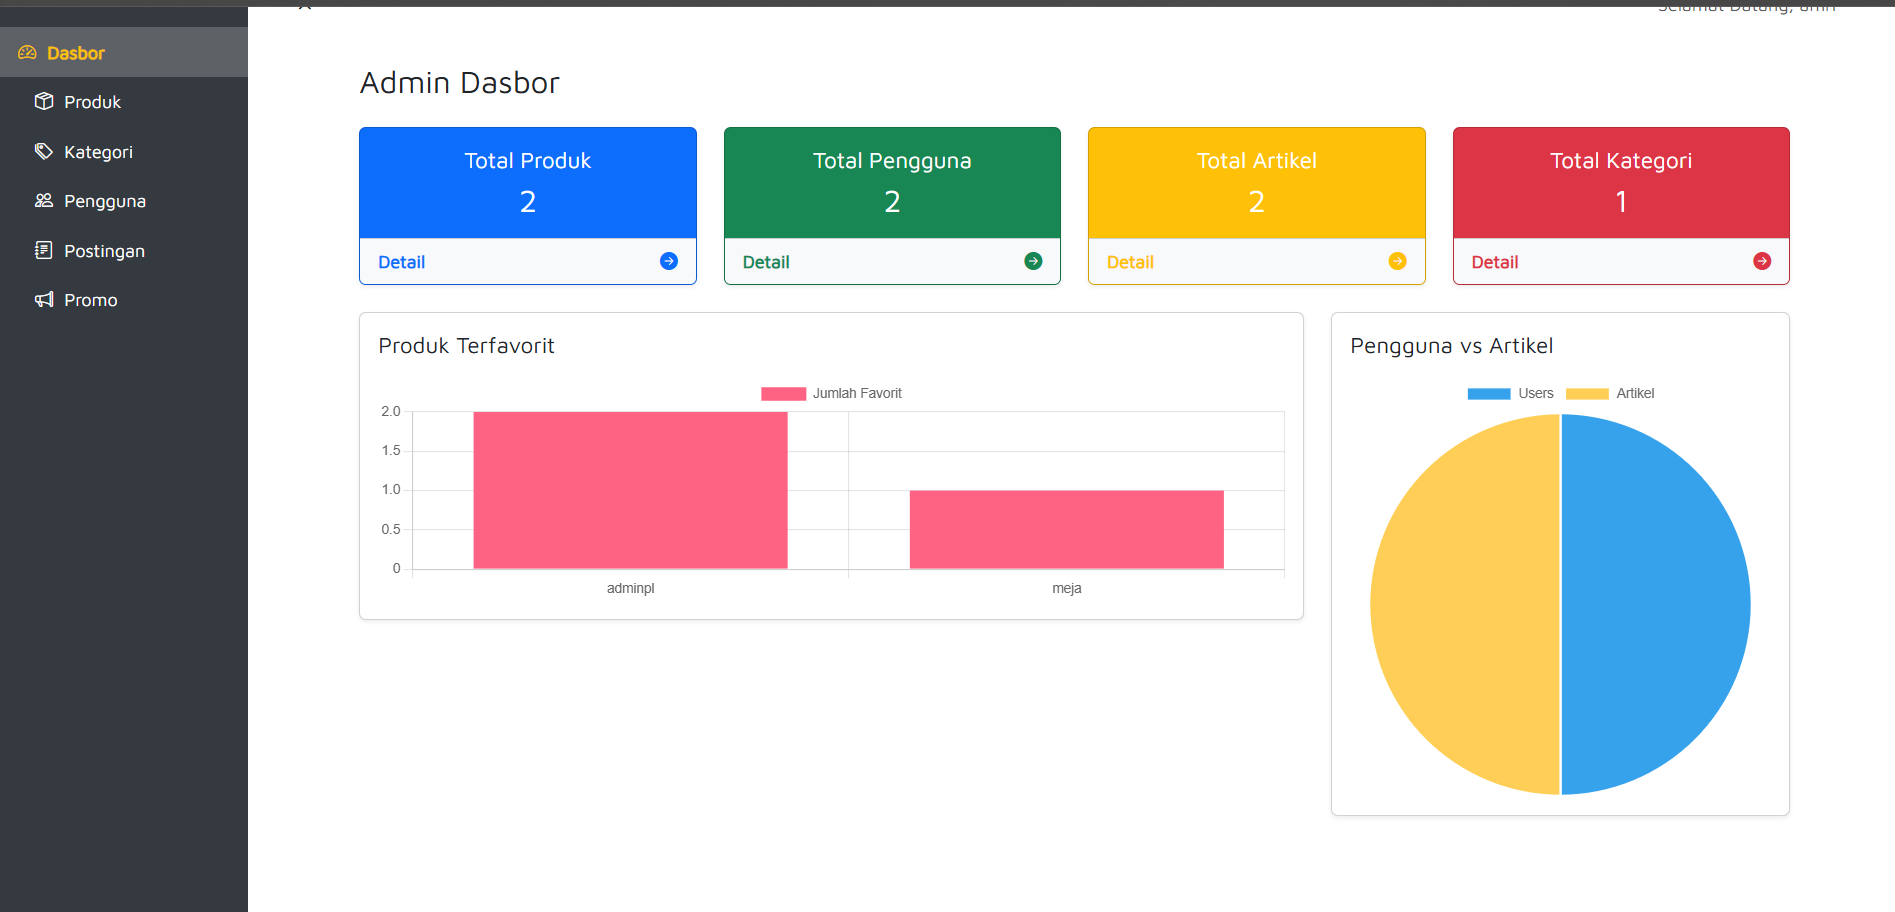 Dasbor
Produk
Kategori
Pengguna
Postingan
Promo
Admin Dasbor
Total Produk
2
Detail
Total Pengguna
2
Detail
Total Artikel
2
Detail
Total Kategori
1
Detail
Produk Terfavorit
Jumlah Favorit
2.0
1.5
1.0
0.5
0
adminpl
meja
Pengguna vs Artikel
Users
Artikel